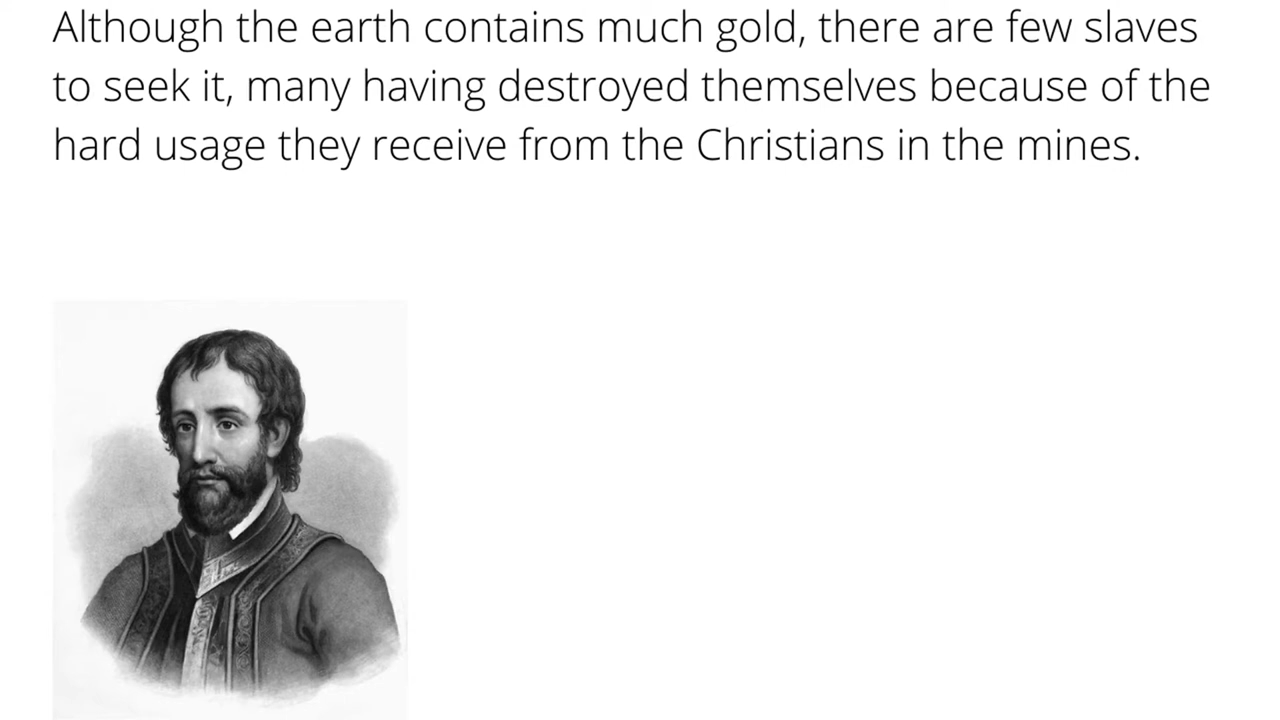 Although the earth contains much gold, there are few slaves
to seek it, many having destroyed themselves because of the
hard usage they receive from the Christians in the mines.